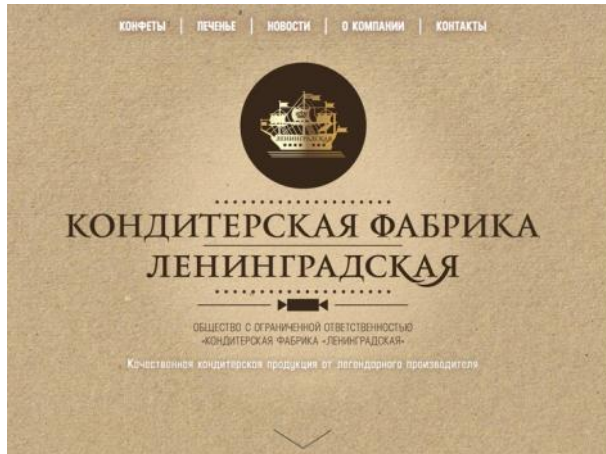 КОНФЕТЫ | ПЕЧЕНЬЕ | НОВОСТИ | О КОМПАНИИ | КОНТАКТЫ
ЛЕНИНГРАДСКАЯ
КОНДИТЕРСКАЯ ФАБРИКА
ЛЕНИНГРАДСКАЯ
ОБЩЕСТВО С ОГРАНИЧЕННОЙ ОТВЕТСТВЕННОСТЬЮ
«КОНДИТЕРСКАЯ ФАБРИКА «ЛЕНИНГРАДСКАЯ»
Качественная кондитерская продукция от легендарного производителя